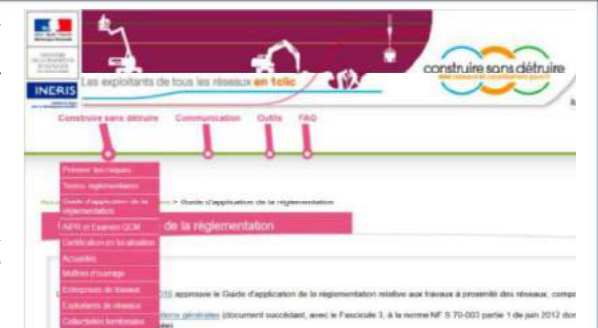 INERIS
Les exploitants de tous les réseaux en 1clic
construire sans détruire
Construire sans détruire Communication Outils FAQ
Prévenir les risques
Textes réglementaires
Guide d'application de la réglementation
> Guide d'application de la réglementation
AIPR et Examen QCM
de la réglementation
Certification en localisation
Actualités
Maîtres d'ouvrage
Entreprises de travaux
approuve le Guide d'application de la réglementation relative aux travaux à proximité des réseaux, compo
Exploitants de réseaux
générales (document succédant, avec le Fascicule 3, à la norme NF S 70-003 partie 1 de juin 2012 don
Collectivités territoriales